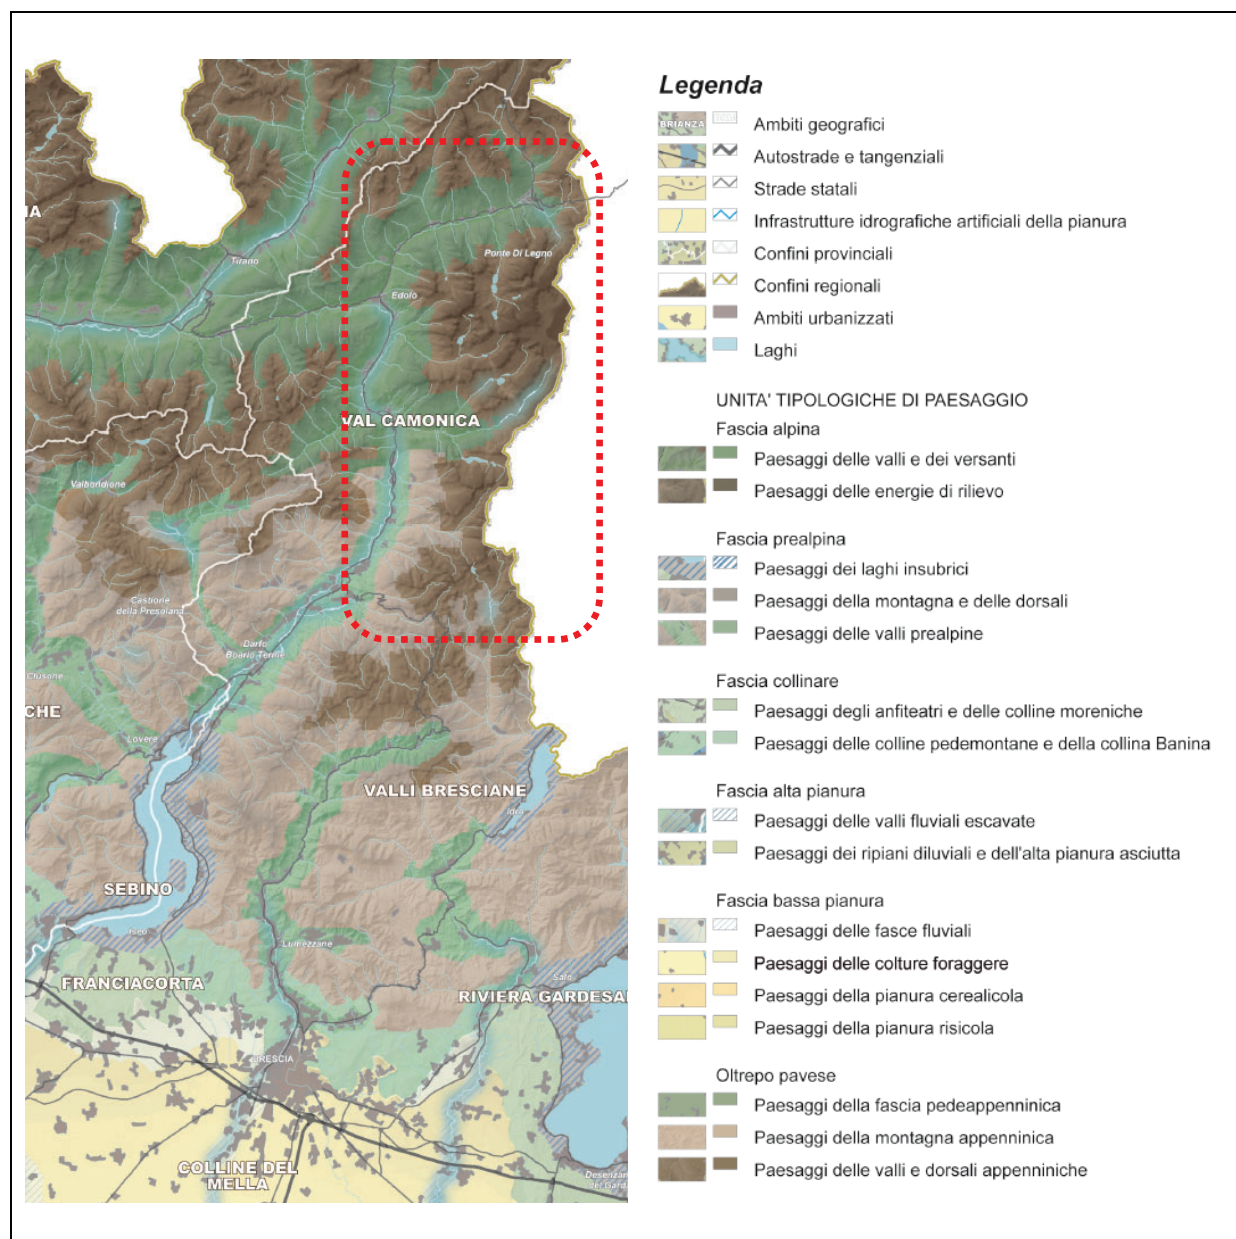 IA
Tirano
Ponte Di Legno
Edolo
VAL CAMONICA
Valbondione
Castione
della Presolana
Darfo
Boario Terme
Clusone
CHE
Lovere
VALLI BRESCIANE
Idro
SEBINO
Iseo
Lumezzane
FRANCIACORTA
Salò
RIVIERA GARDESA
BRESCIA
COLLINE DEL
MELLA
Desenzano
del Garda
Legenda
BRIANZA
Ambiti geografici
Autostrade e tangenziali
Strade statali
Infrastrutture idrografiche artificiali della pianura
Confini provinciali
Confini regionali
Ambiti urbanizzati
Laghi
UNITA' TIPOLOGICHE DI PAESAGGIO
Fascia alpina
Paesaggi delle valli e dei versanti
Paesaggi delle energie di rilievo
Fascia prealpina
Paesaggi dei laghi insubrici
Paesaggi della montagna e delle dorsali
Paesaggi delle valli prealpine
Fascia collinare
Paesaggi degli anfiteatri e delle colline moreniche
Paesaggi delle colline pedemontane e della collina Banina
Fascia alta pianura
Paesaggi delle valli fluviali escavate
Paesaggi dei ripiani diluviali e dell'alta pianura asciutta
Fascia bassa pianura
Paesaggi delle fasce fluviali
Paesaggi delle colture foraggere
Paesaggi della pianura cerealicola
Paesaggi della pianura risicola
Oltrepo pavese
Paesaggi della fascia pedeappenninica
Paesaggi della montagna appenninica
Paesaggi delle valli e dorsali appenniniche